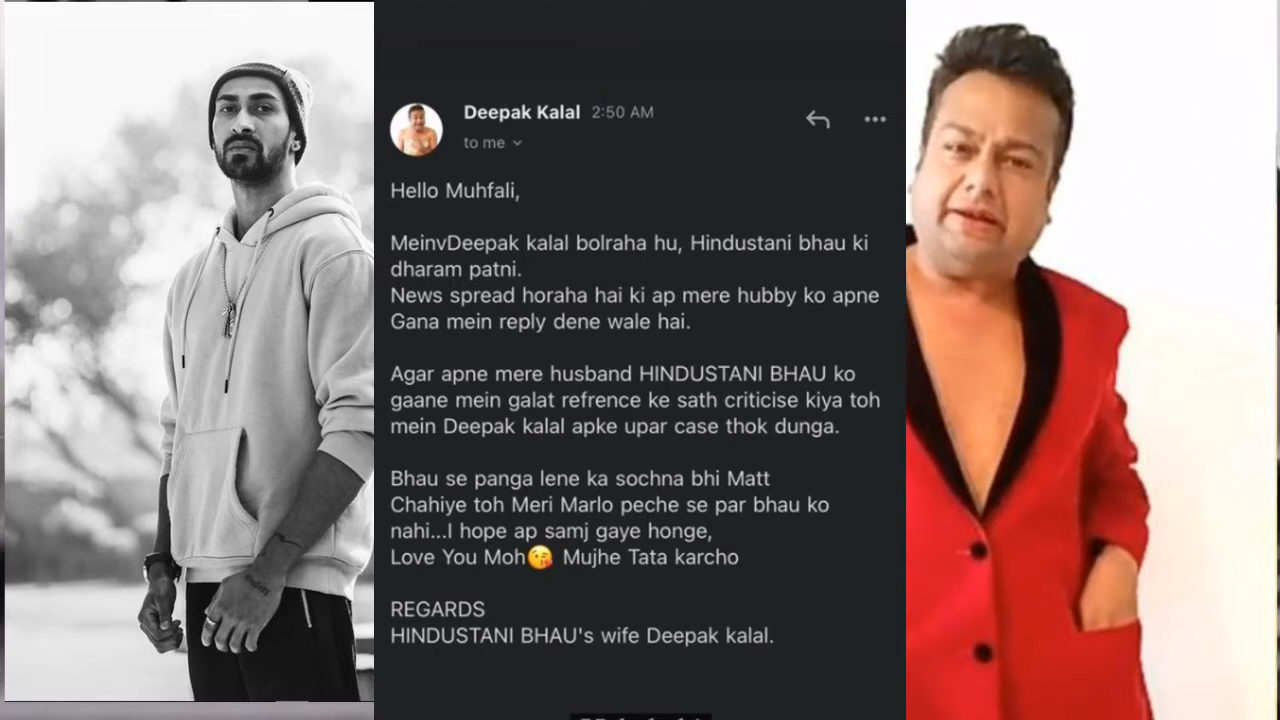 Deepak Kalal 2:50 AM
to me
Hello Muhfali,
MeinvDeepak kalal bolraha hu, Hindustani bhau ki
dharam patni.
News spread horaha hai ki ap mere hubby ko apne
Gana mein reply dene wale hai.
Agar apne mere husband HINDUSTANI BHAU ko
gaane mein galat refrence ke sath criticise kiya toh
mein Deepak kalal apke upar case thok dunga.
Bhau se panga lene ka sochna bhi Matt
Chahiye toh Meri Marlo peche se par bhau ko
nahi...I hope ap samj gaye honge,
Love You Moh😘 Mujhe Tata karcho
REGARDS
HINDUSTANI BHAU's wife Deepak kalal.